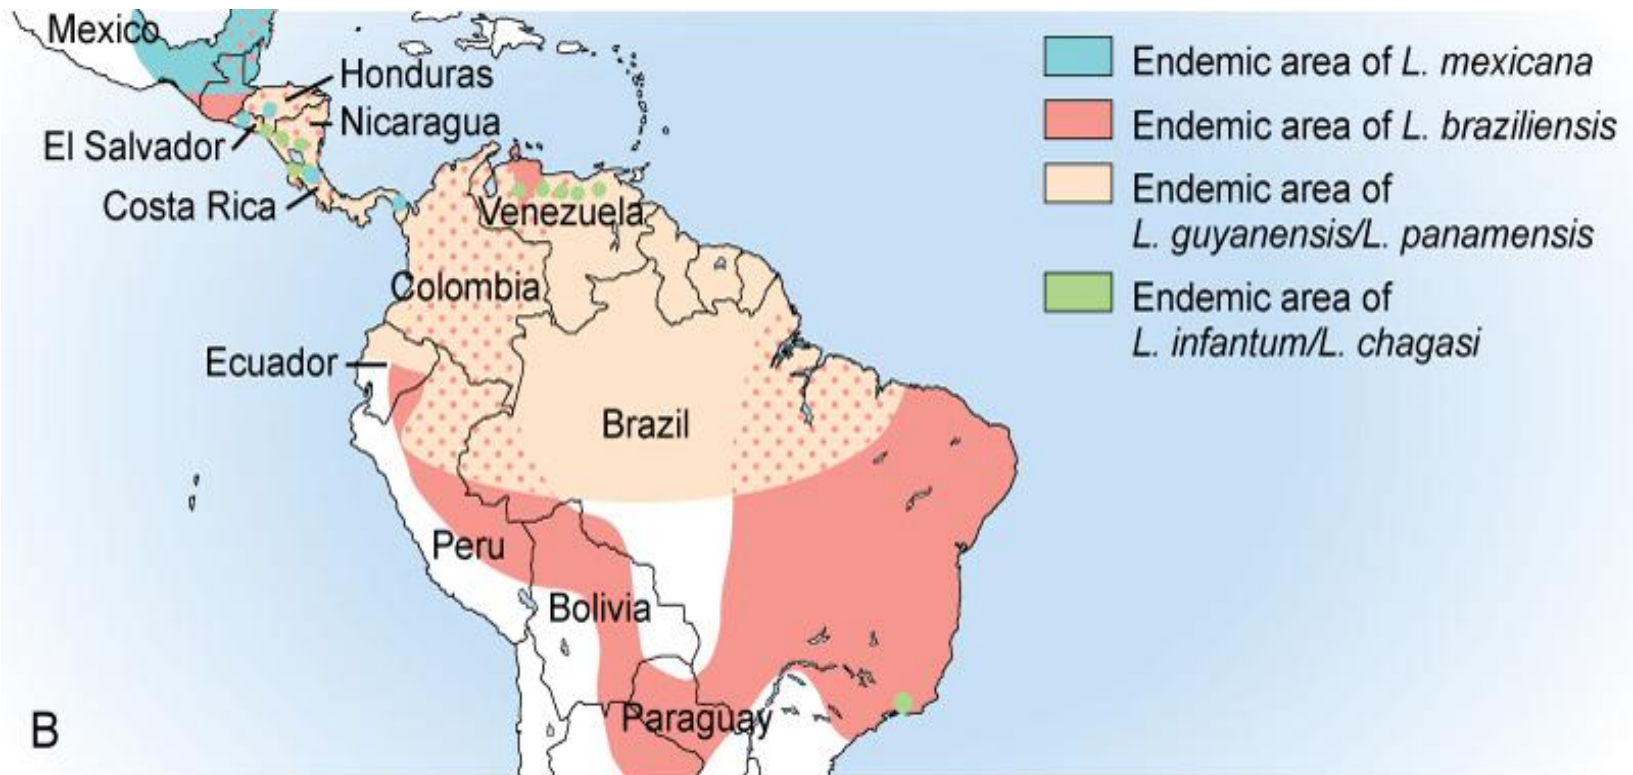 Mexico
Honduras
Nicaragua
El Salvador
Costa Rica
Venezuela
Colombia
Ecuador
Brazil
Peru
Bolivia
Paraguay
B
Endemic area of L. mexicana
Endemic area of L. braziliensis
Endemic area of
L. guyanensis/L. panamensis
Endemic area of
L. infantum/L. chagasi